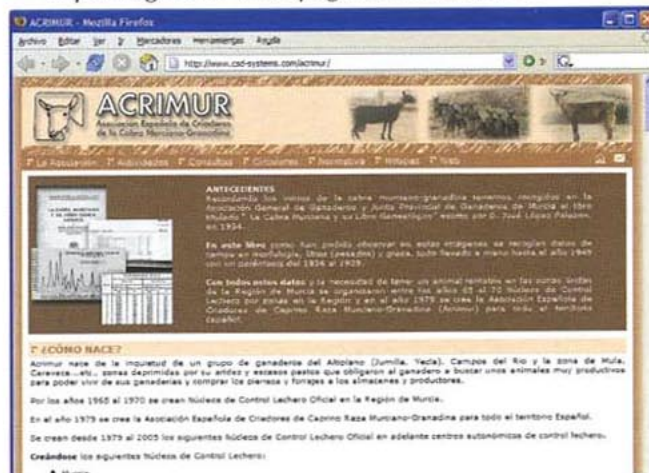 ACRIMUR - Mozilla Firefox
Archivo Editar Ver Ir Marcadores Herramientas Ayuda
http://www.csd-systems.com/acrimur/
ACRIMUR
Asociación Española de Criadores
de la Cabra Murciano-Granadina
La Asociación Actividades Consultas Circulares Normativa Noticias Web
ANTECEDENTES
Recordando los inicios de la cabra murciano-granadina tenemos, recogidos en la
Asociación General de Ganaderos y Junta Provincial de Ganaderos de Murcia el libro
titulado " La Cabra Murciana y su Libro Genealógico" escrito por D. José López Palazón,
en 1934.
En este libro como han podido observar en estas imágenes se recogían datos de
tampo en morfología, litros (pesados) y grasa, todo llevado a mano hasta el año 1949
con un paréntesis del 1936 al 1939.
Con todos estos datos y la necesidad de tener un animal rentable en las zonas áridas
de la Región de Murcia se organizaron entre los años 65 al 70 Núcleos de Control
Lechero por zonas en la Región y en el año 1979 se crea la Asociación Española de
Criadores de Caprino Raza Murciano-Granadina (Acrimur) para todo el territorio
español.
¿CÓMO NACE?
Acrimur nace de la inquietud de un grupo de ganaderos del Altiplano (Jumilla, Yecla), Campos del Río y la zona de Mula,
Caravaca...etc., zonas deprimidas por su aridez y escasos pastos que obligaron al ganadero a buscar unos animales muy productivos
para poder vivir de sus ganaderías y comprar los piensos y forrajes a los almacenes y productores.
Por los años 1965 al 1970 se crean Núcleos de Control Lechero Oficial en la Región de Murcia.
En el año 1979 se crea la Asociación Española de Criadores de Caprino Raza Murciano-Granadina para todo el territorio Español.
Se crean desde 1979 al 2005 los siguientes Núcleos de Control Lechero Oficial en adelante centros autonómicos de control lechero.
Creándose los siguientes Núcleos de Control Lechero:
Murcia